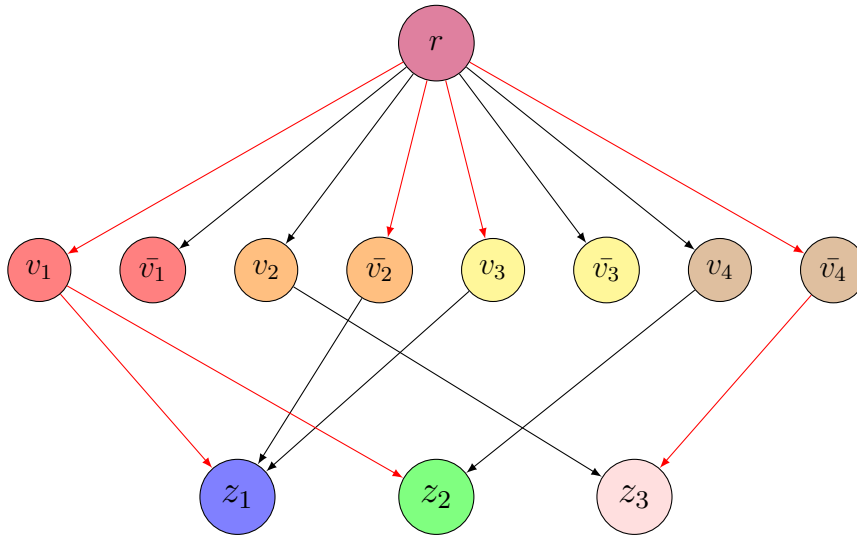 r
v₁ v̄₁ v₂ v̄₂ v₃ v̄₃ v₄ v̄₄
z₁ z₂ z₃